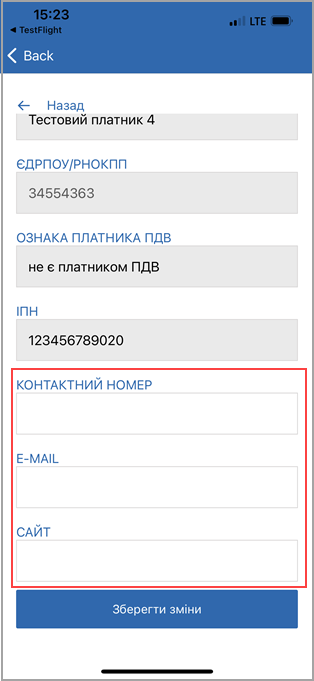 15:23
LTE
◀ TestFlight
Back
← Назад
Тестовий платник 4
ЄДРПОУ/РНОКПП
34554363
ОЗНАКА ПЛАТНИКА ПДВ
не є платником ПДВ
ІПН
123456789020
КОНТАКТНИЙ НОМЕР
E-MAIL
САЙТ
Зберегти зміни